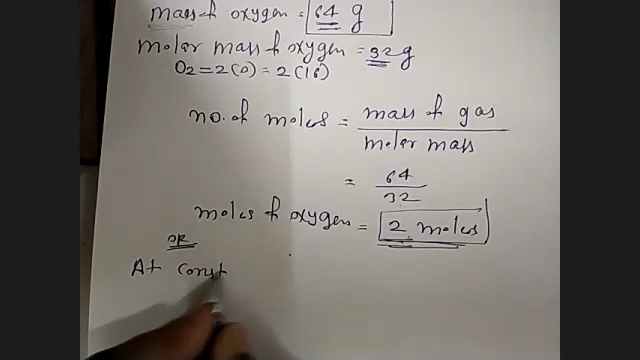 mass of oxygen = 64 g
molar mass of oxygen = 32g
O2 = 2(O) = 2(16)
no. of moles = mass of gas
molar mass
= 64
32
moles of oxygen = 2 moles
OR
At const